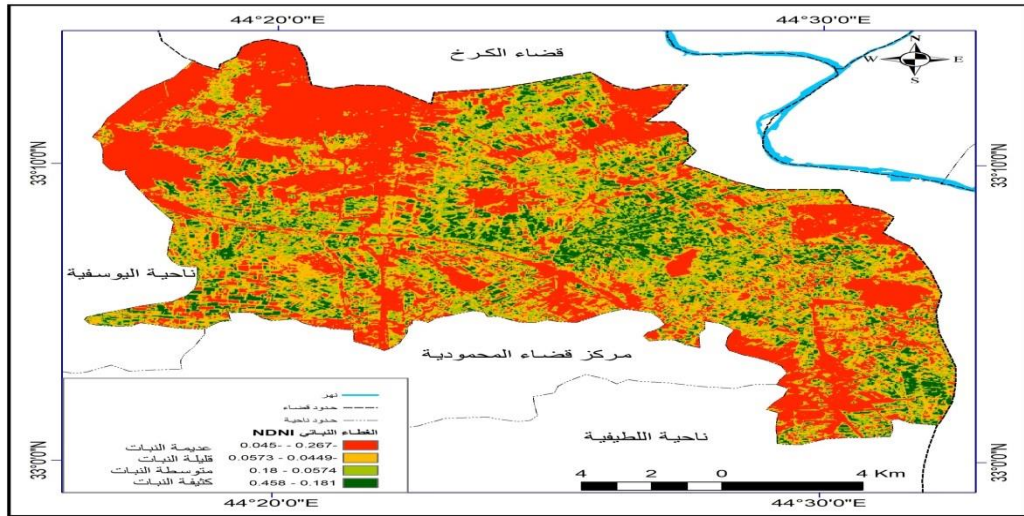 44°20'0"E
44°30'0"E
قضاء الكرخ
N
W E
S
33°10'0"N
33°10'0"N
ناحية اليوسفية
مركز قضاء المحمودية
ناحية اللطيفية
نهر
حدود قضاء
حدود ناحية
الغطاء النباتي NDNI
عديمة النبات 0.045- - 0.267-
قليلة النبات 0.0573 - 0.0449-
متوسطة النبات 0.18 - 0.0574
كثيفة النبات 0.458 - 0.181
4 2 0 4 Km
33°0'0"N
33°0'0"N
44°20'0"E
44°30'0"E